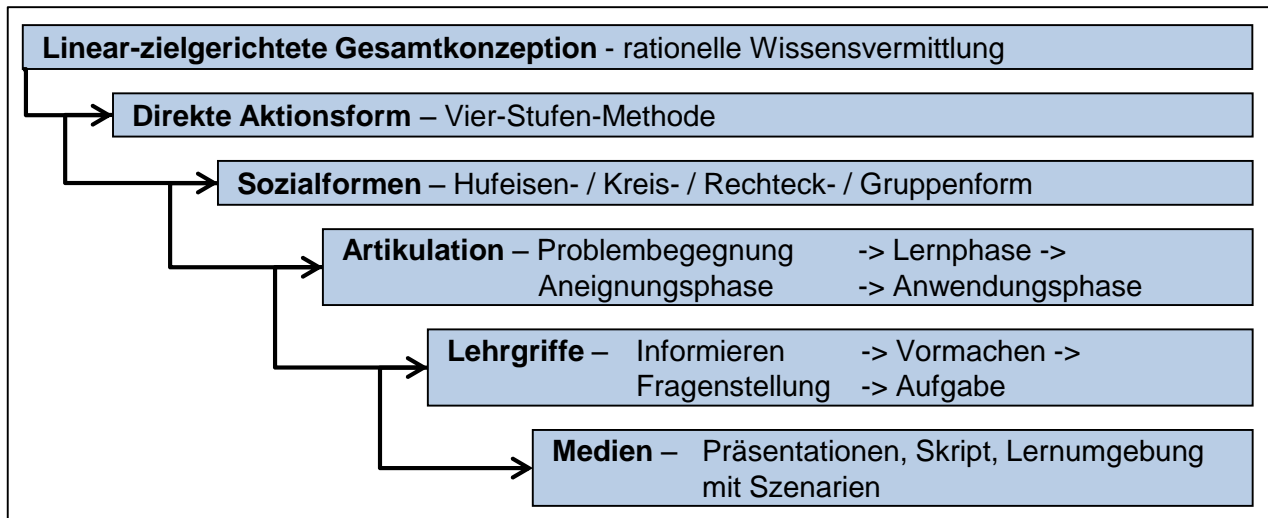 Linear-zielgerichtete Gesamtkonzeption - rationelle Wissensvermittlung
Direkte Aktionsform – Vier-Stufen-Methode
Sozialformen – Hufeisen- / Kreis- / Rechteck- / Gruppenform
Artikulation – Problembegegnung -> Lernphase ->
Aneignungsphase -> Anwendungsphase
Lehrgriffe – Informieren -> Vormachen ->
Fragenstellung -> Aufgabe
Medien – Präsentationen, Skript, Lernumgebung
mit Szenarien